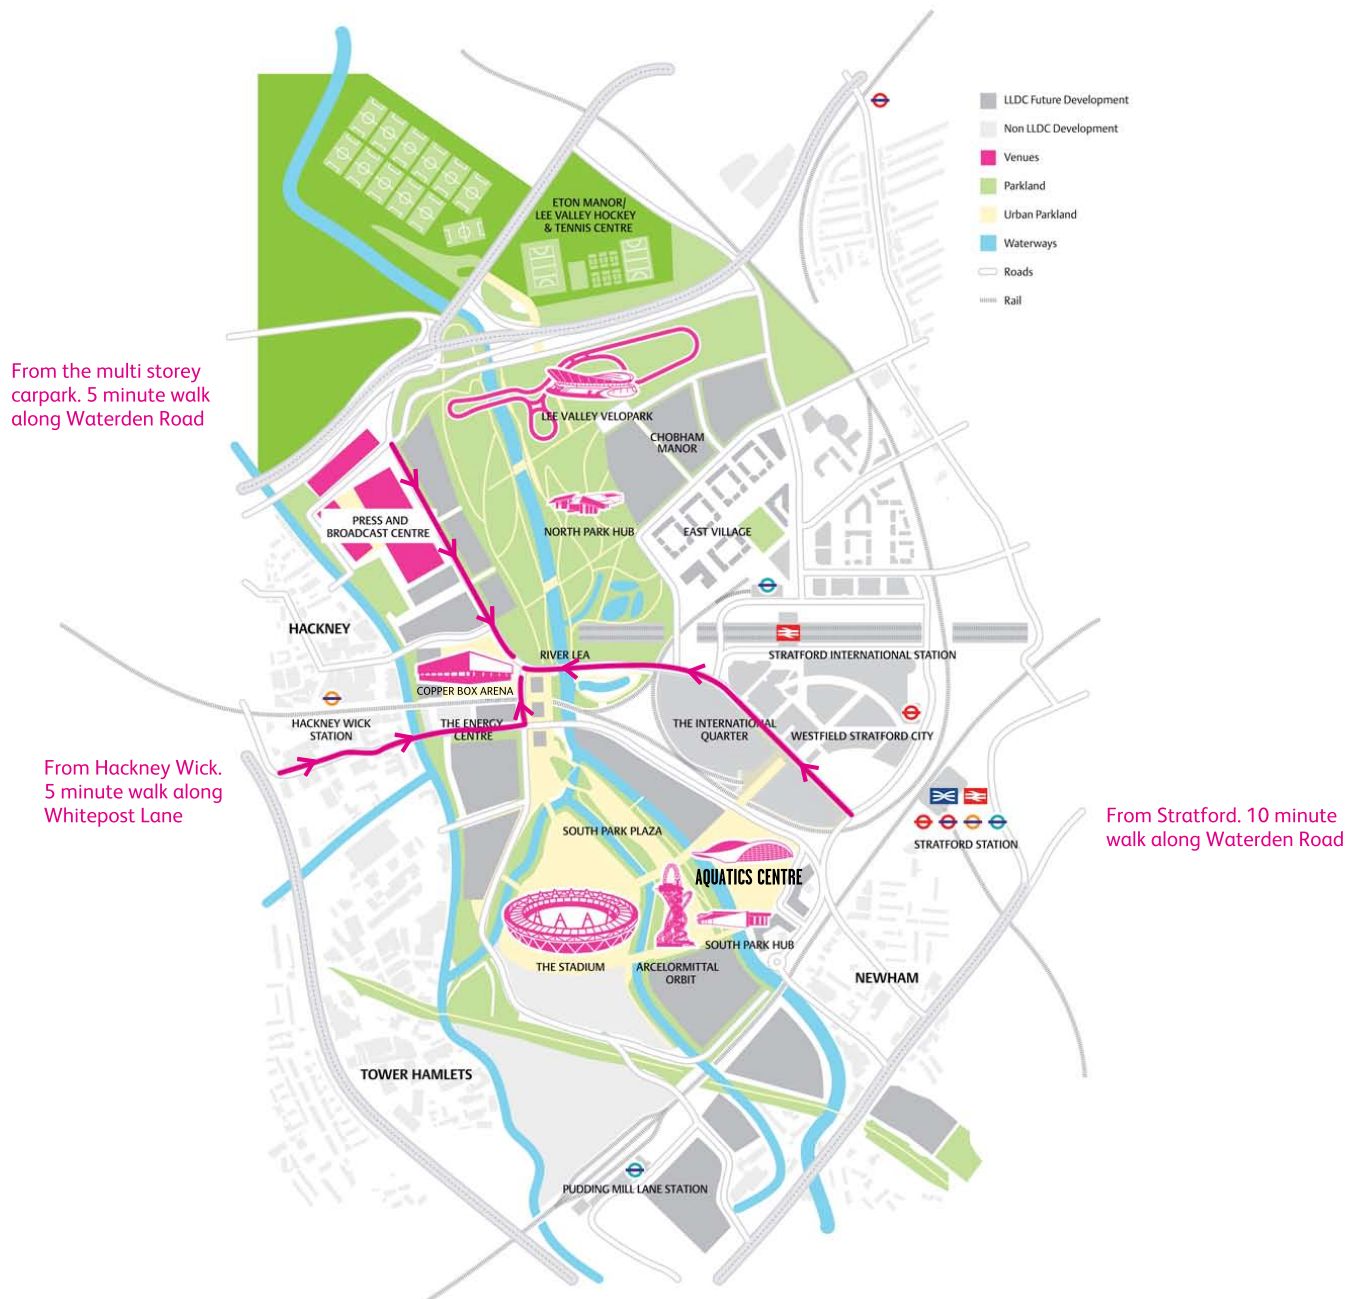 LLDC Future Development
Non LLDC Development
Venues
Parkland
Urban Parkland
Waterways
Roads
Rail
ETON MANOR/
LEE VALLEY HOCKEY
& TENNIS CENTRE
From the multi storey
carpark. 5 minute walk
along Waterden Road
LEE VALLEY VELOPARK
CHOBHAM
MANOR
PRESS AND
BROADCAST CENTRE
NORTH PARK HUB
EAST VILLAGE
HACKNEY
RIVER LEA
STRATFORD INTERNATIONAL STATION
COPPER BOX ARENA
HACKNEY WICK
STATION
THE ENERGY
CENTRE
THE INTERNATIONAL
QUARTER
WESTFIELD STRATFORD CITY
From Hackney Wick.
5 minute walk along
Whitepost Lane
From Stratford. 10 minute
walk along Waterden Road
STRATFORD STATION
SOUTH PARK PLAZA
AQUATICS CENTRE
SOUTH PARK HUB
THE STADIUM
ARCELORMITTAL
ORBIT
NEWHAM
TOWER HAMLETS
PUDDING MILL LANE STATION